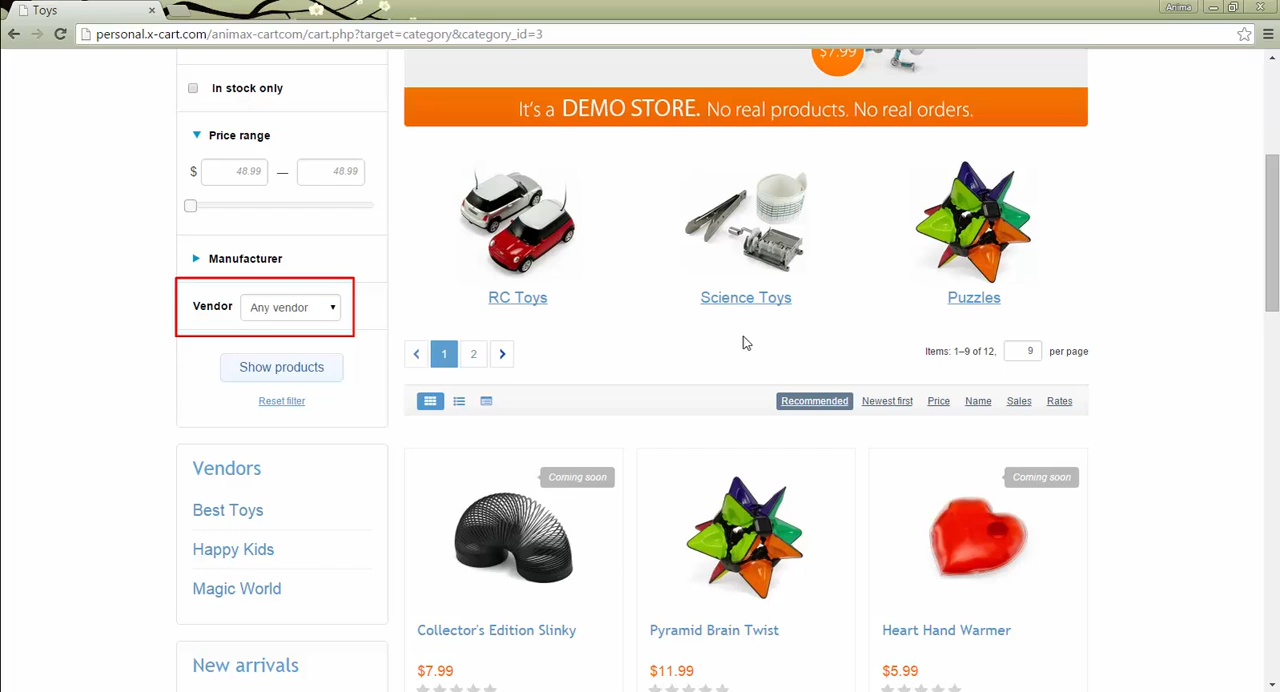 Toys
Anima
personal.x-cart.com/animax-cartcom/cart.php?target=category&category_id=3
In stock only
Price range
$ 48.99 — 48.99
Manufacturer
Vendor Any vendor
Show products
Reset filter
Vendors
Best Toys
Happy Kids
Magic World
New arrivals
$7.99
It's a DEMO STORE. No real products. No real orders.
RC Toys
Science Toys
Puzzles
1 2
Items: 1–9 of 12, 9 per page
Recommended Newest first Price Name Sales Rates
Coming soon
Collector's Edition Slinky
$7.99
Pyramid Brain Twist
$11.99
Coming soon
Heart Hand Warmer
$5.99